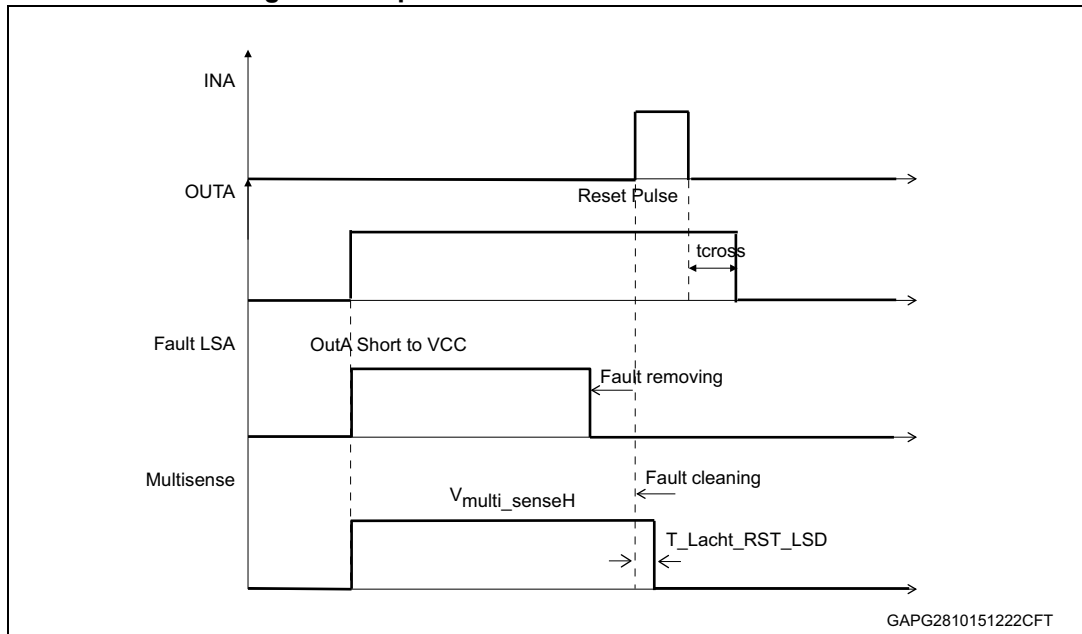 INA
Reset Pulse
OUTA
tcross
Fault LSA
OutA Short to VCC
Fault removing
Multisense
Fault cleaning
Vmulti_senseH
T_Lacht_RST_LSD
GAPG2810151222CFT